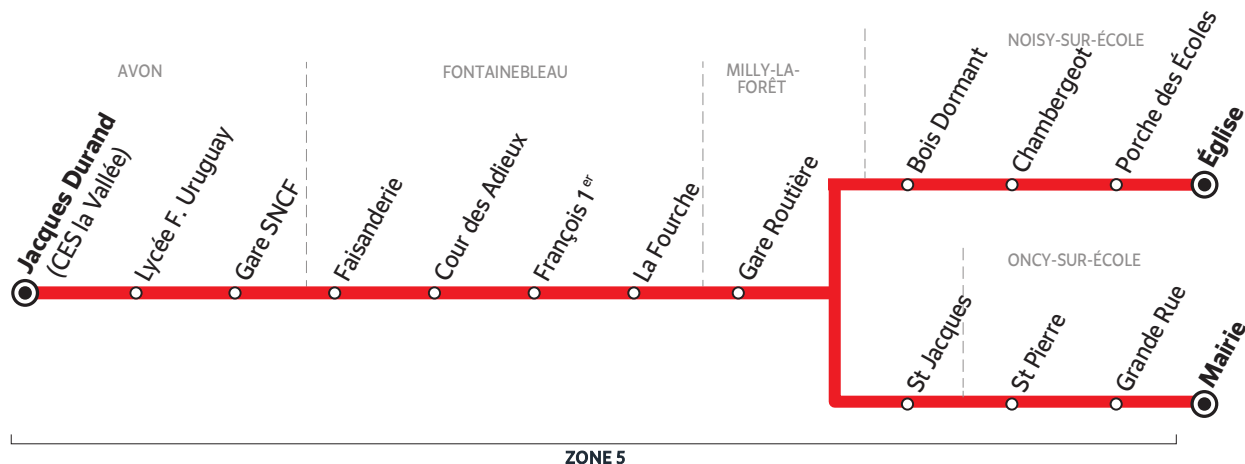 AVON
FONTAINEBLEAU
MILLY-LA-
FORÊT
NOISY-SUR-ÉCOLE
Jacques Durand
(CES la Vallée)
Lycée F. Uruguay
Gare SNCF
Faisanderie
Cour des Adieux
François 1er
La Fourche
Gare Routière
Bois Dormant
Chambergeot
Porche des Écoles
Église
ONCY-SUR-ÉCOLE
St Jacques
St Pierre
Grande Rue
Mairie
ZONE 5